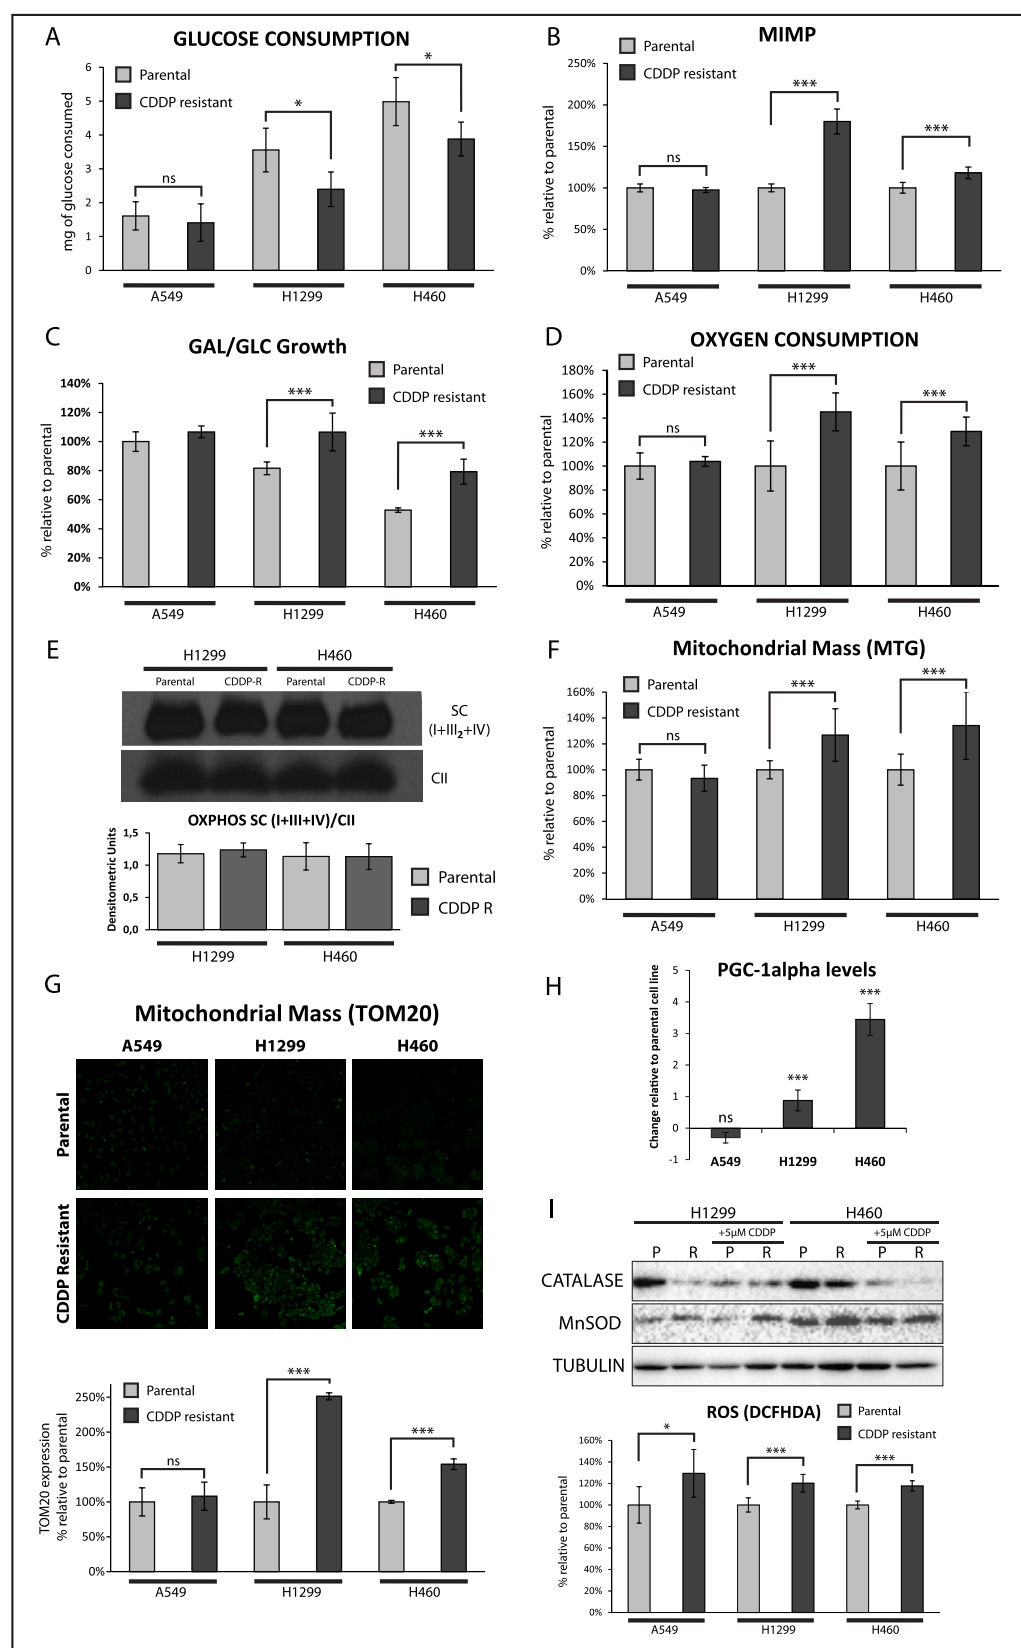 A
GLUCOSE CONSUMPTION
Parental
CDDP resistant
mg of glucose consumed
6
5
4
3
2
1
0
ns
*
*
A549
H1299
H460
B
MIMP
Parental
CDDP resistant
% relative to parental
250%
200%
150%
100%
50%
0%
ns
***
***
A549
H1299
H460
C
GAL/GLC Growth
Parental
CDDP resistant
% relative to parental
140%
120%
100%
80%
60%
40%
20%
0%
***
***
A549
H1299
H460
D
OXYGEN CONSUMPTION
Parental
CDDP resistant
% relative to parental
180%
160%
140%
120%
100%
80%
60%
40%
20%
0%
ns
***
***
A549
H1299
H460
E
H1299 H460
Parental CDDP-R Parental CDDP-R
SC
(I+III₂+IV)
CII
OXPHOS SC (I+III+IV)/CII
Densitometric Units
1,5
1,0
0,5
0,0
Parental
CDDP R
H1299
H460
F
Mitochondrial Mass (MTG)
Parental
CDDP resistant
% relative to parental
160%
140%
120%
100%
80%
60%
40%
20%
0%
ns
***
***
A549
H1299
H460
G
Mitochondrial Mass (TOM20)
A549 H1299 H460
Parental
CDDP Resistant
Parental
CDDP resistant
TOM20 expression
% relative to parental
250%
200%
150%
100%
50%
0%
ns
***
***
A549
H1299
H460
H
PGC-1alpha levels
Change relative to parental cell line
5
4
3
2
1
0
-1
ns
***
***
A549
H1299
H460
I
H1299 H460
+5μM CDDP +5μM CDDP
P R P R P R P R
CATALASE
MnSOD
TUBULIN
ROS (DCFHDA)
Parental
CDDP resistant
% relative to parental
160%
140%
120%
100%
80%
60%
40%
20%
0%
*
***
***
A549
H1299
H460